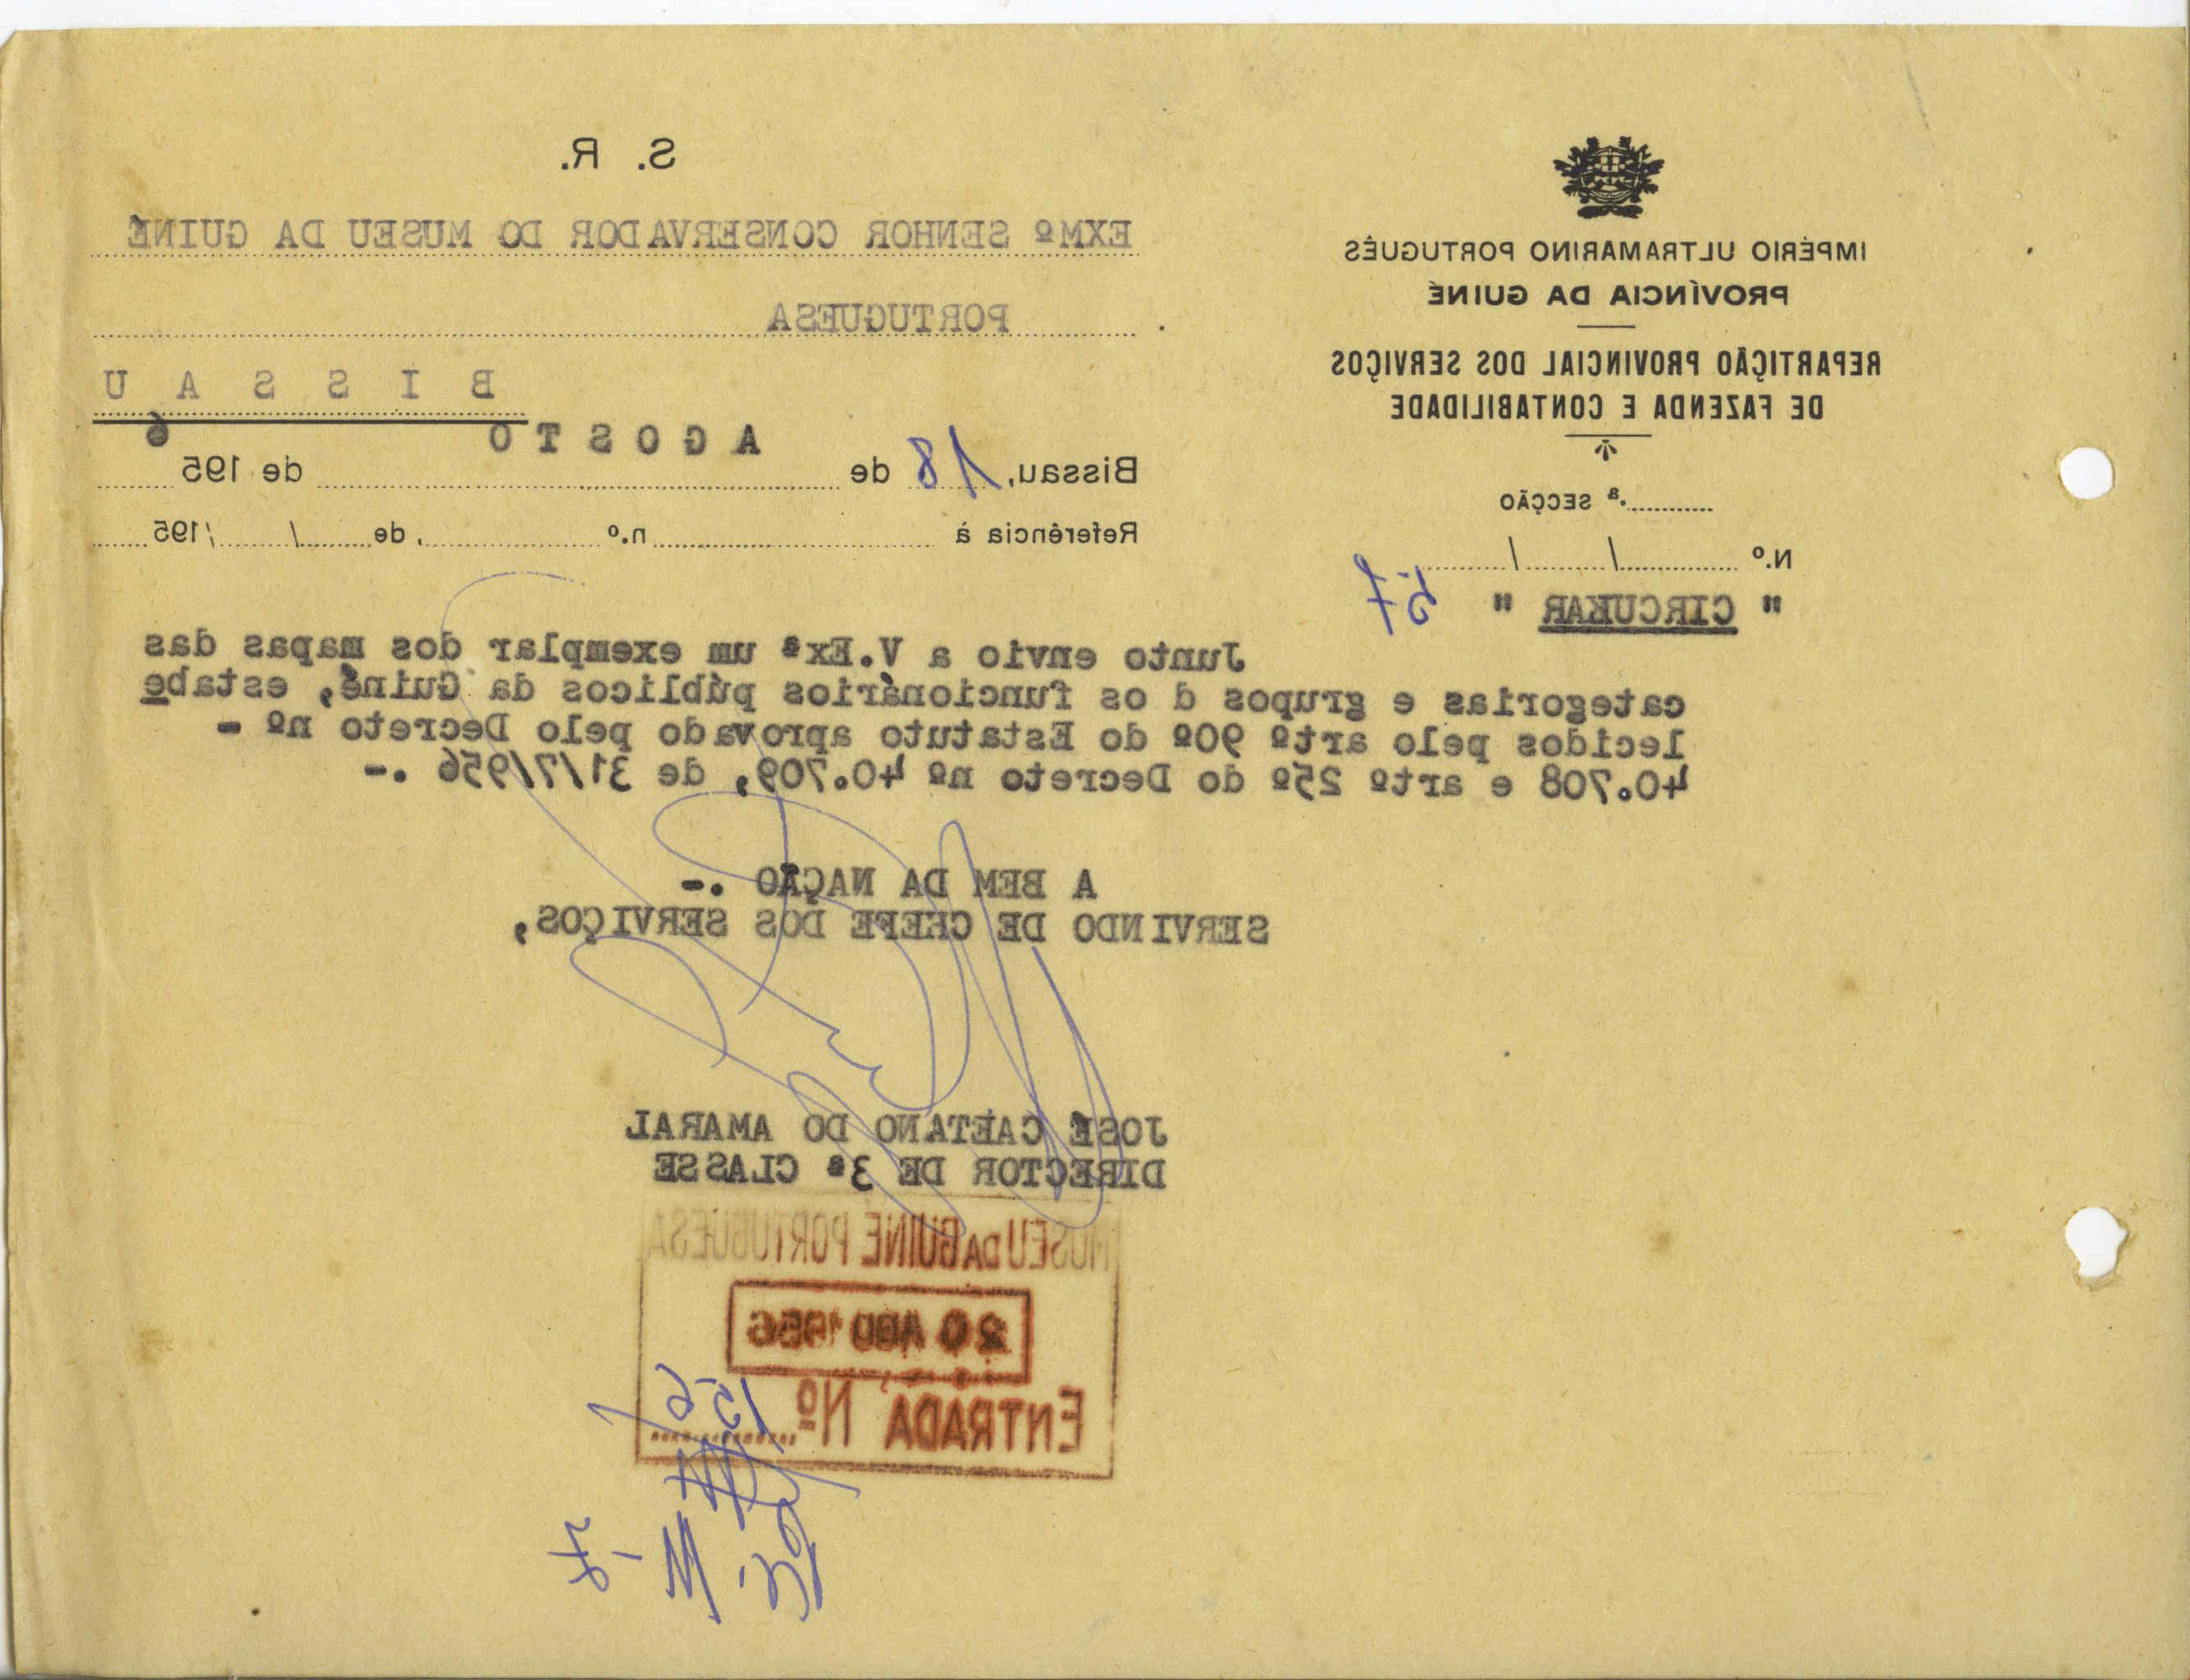 IMPÉRIO ULTRAMARINO PORTUGUÊS
PROVÍNCIA DA GUINÉ
REPARTIÇÃO PROVINCIAL DOS SERVIÇOS
DE FAZENDA E CONTABILIDADE
.ª SECÇÃO
N.º / /
" CIRCUKAR " 57
S. R.
EXMº SENHOR CONSERVADOR DO MUSEU DA GUINÉ
PORTUGUESA
B I S S A U
Bissau, 18 de AGOSTO de 1956
Referência à n.º , de / /195
Junto envio a V.Exª um exemplar dos mapas das
categorias e grupos d os funcionários públicos da Guiné, estabe
lecidos pelo artº 90º do Estatuto aprovado pelo Decreto nº -
40.708 e artº 25º do Decreto nº 40.709, de 31/7/956 .-
A BEM DA NAÇÃO .-
SERVINDO DE CHEFE DOS SERVIÇOS,
JOSÉ CAETANO DO AMARAL
DIRECTOR DE 3ª CLASSE
MUSEU DA GUINÉ PORTUGUESA
20 AGO 1956
ENTRADA Nº